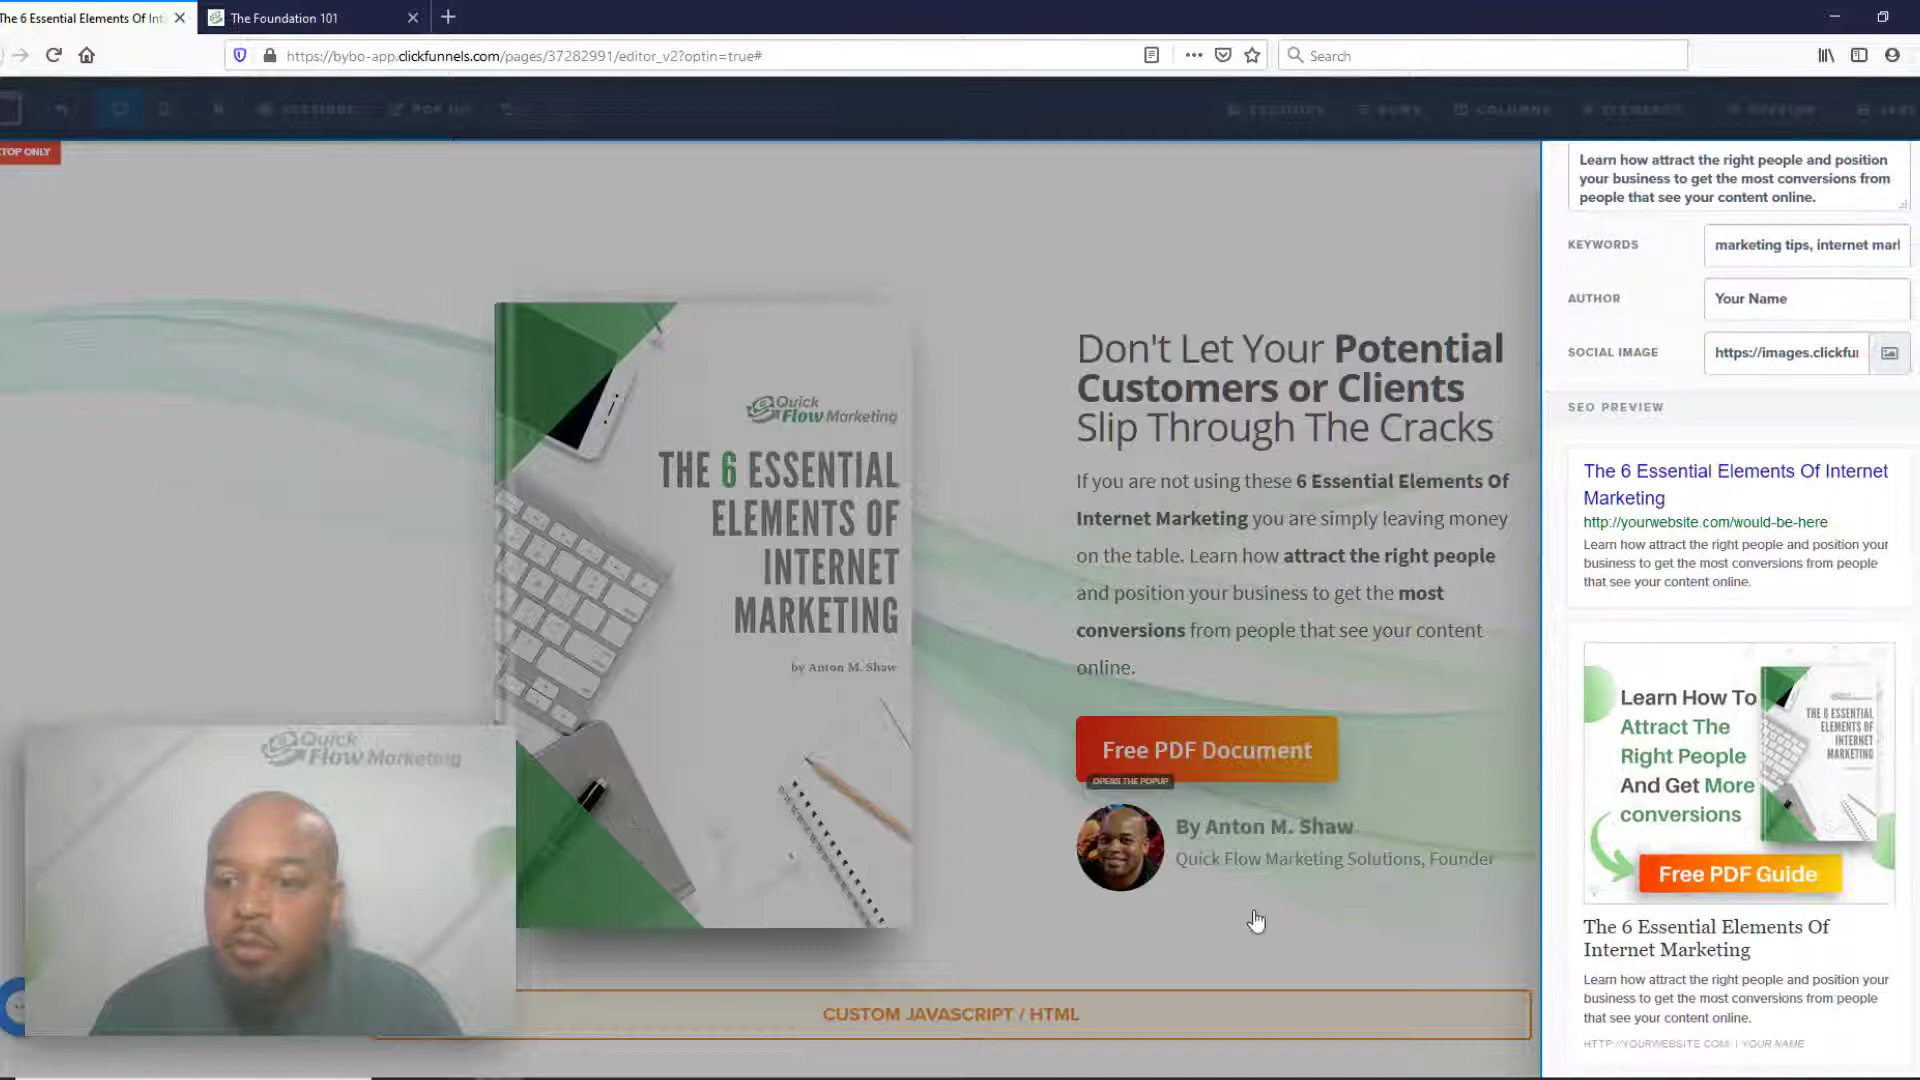 The 6 Essential Elements Of Int
The Foundation 101
https://bybo-app.clickfunnels.com/pages/37282991/editor_v2?optin=true#
Search
SECTIONS
ROWS
COLUMNS
ELEMENTS
TOP ONLY
Quick
Flow Marketing
THE 6 ESSENTIAL
ELEMENTS OF
INTERNET
MARKETING
by Anton M. Shaw
Don't Let Your Potential
Customers or Clients
Slip Through The Cracks
If you are not using these 6 Essential Elements Of
Internet Marketing you are simply leaving money
on the table. Learn how attract the right people
and position your business to get the most
conversions from people that see your content
online.
Free PDF Document
OPENS THE POPUP
By Anton M. Shaw
Quick Flow Marketing Solutions, Founder
Quick
Flow Marketing
CUSTOM JAVASCRIPT / HTML
Learn how attract the right people and position
your business to get the most conversions from
people that see your content online.
KEYWORDS
marketing tips, internet mark
AUTHOR
Your Name
SOCIAL IMAGE
https://images.clickfu
SEO PREVIEW
The 6 Essential Elements Of Internet
Marketing
http://yourwebsite.com/would-be-here
Learn how attract the right people and position your
business to get the most conversions from people
that see your content online.
Learn How To
Attract The
Right People
And Get More
conversions
THE 6 ESSENTIAL
ELEMENTS OF
INTERNET
MARKETING
Free PDF Guide
The 6 Essential Elements Of
Internet Marketing
Learn how attract the right people and position your
business to get the most conversions from people
that see your content online.
HTTP://YOURWEBSITE.COM/ | YOUR NAME